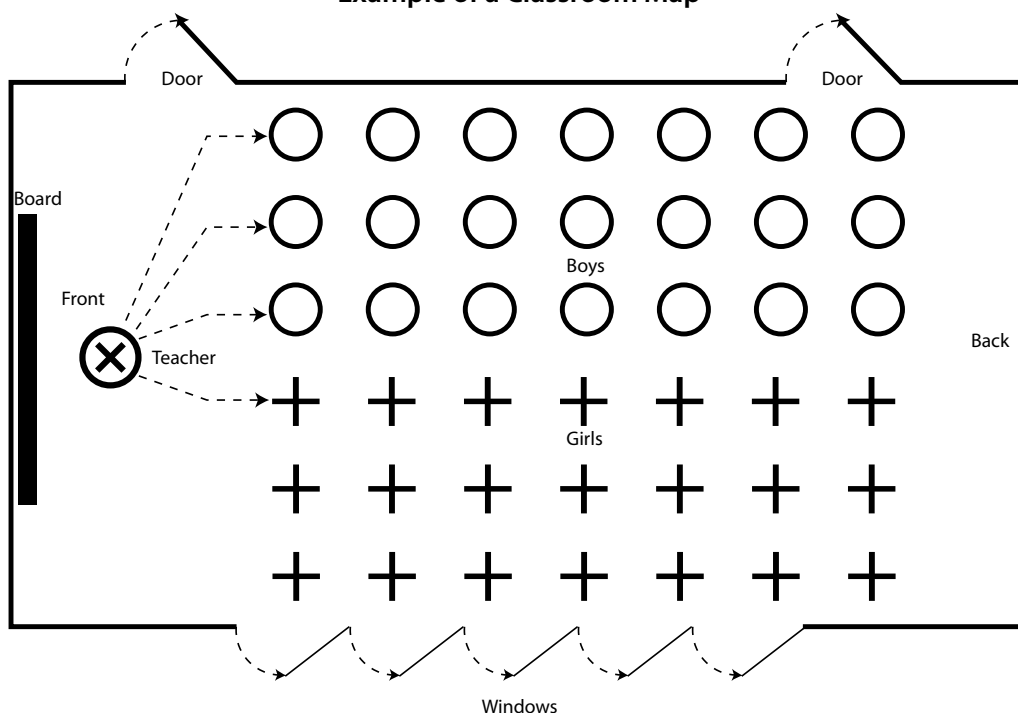 Example of a Classroom Map
Door
Door
Board
Boys
Front
Back
Teacher
Girls
Windows